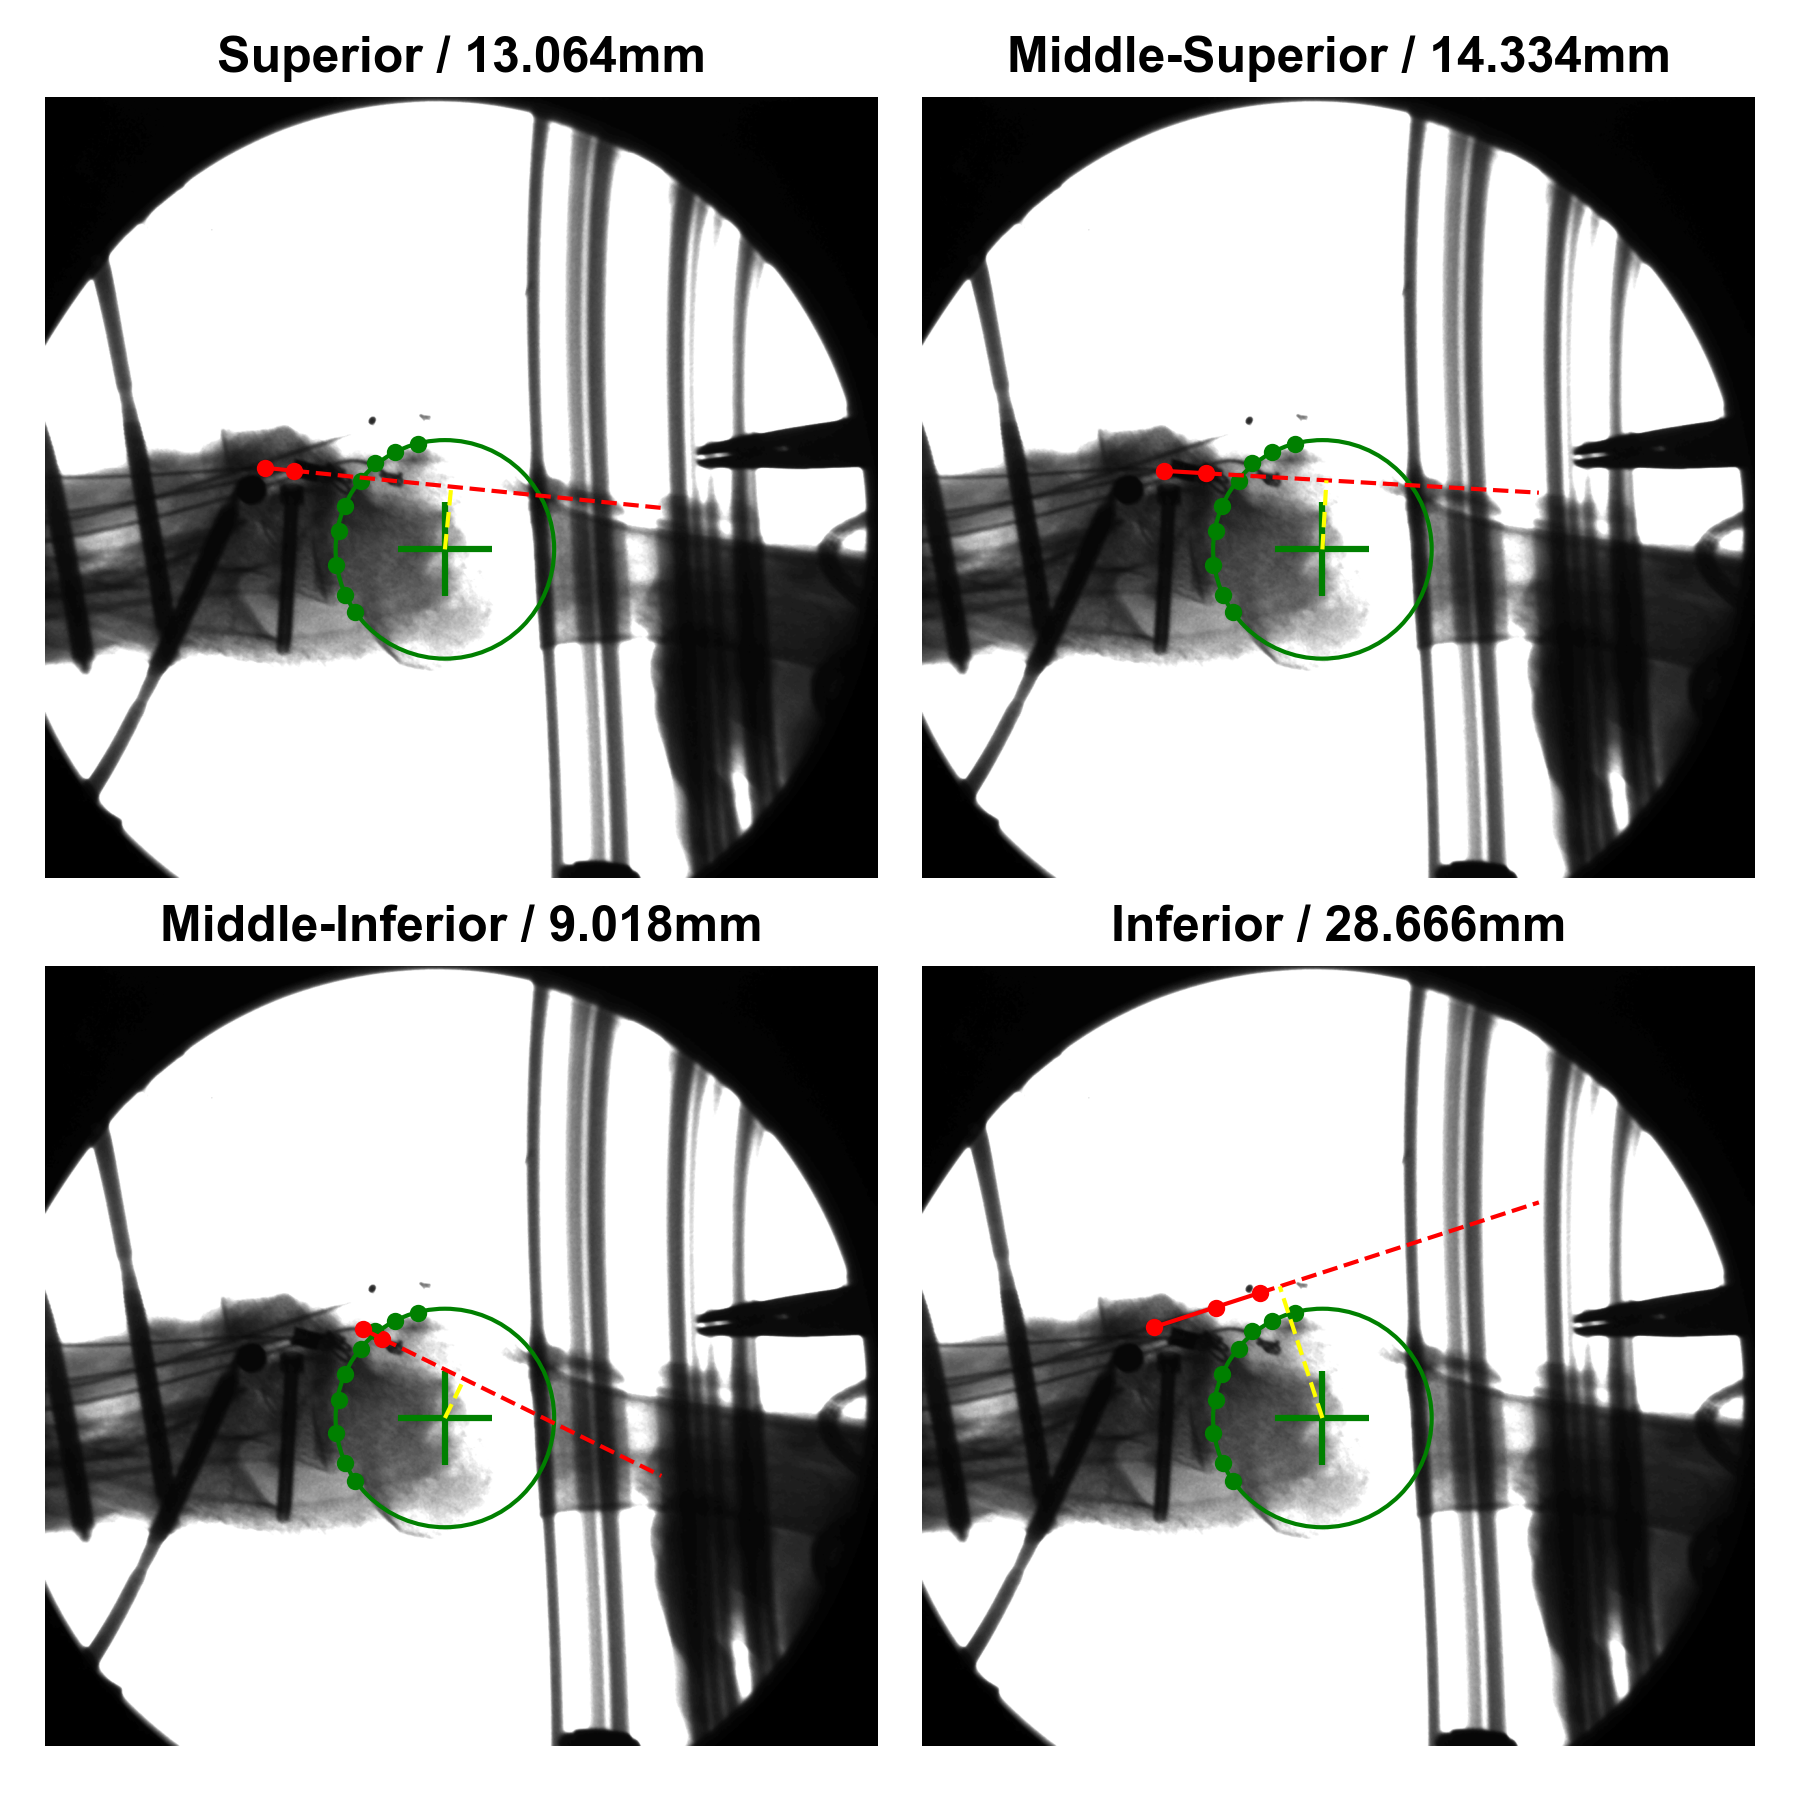 Superior / 13.064mm
Middle-Superior / 14.334mm
Middle-Inferior / 9.018mm
Inferior / 28.666mm